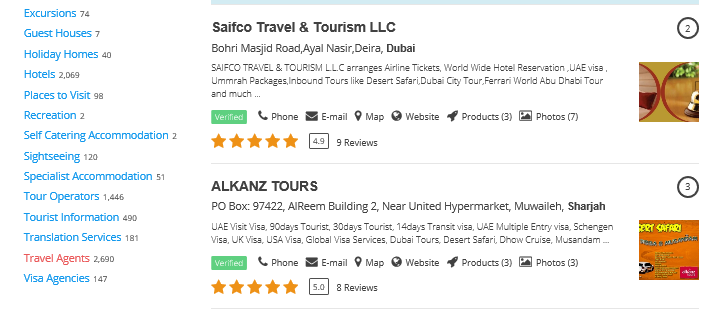 Excursions 74
Guest Houses 7
Holiday Homes 40
Hotels 2,069
Places to Visit 98
Recreation 2
Self Catering Accommodation 2
Sightseeing 120
Specialist Accommodation 51
Tour Operators 1,446
Tourist Information 490
Translation Services 181
Travel Agents 2,690
Visa Agencies 147
Saifco Travel & Tourism LLC
2
Bohri Masjid Road,Ayal Nasir,Deira, Dubai
SAIFCO TRAVEL & TOURISM L.L.C arranges Airline Tickets, World Wide Hotel Reservation ,UAE visa ,
Ummrah Packages,Inbound Tours like Desert Safari,Dubai City Tour,Ferrari World Abu Dhabi Tour
and much ...
Verified Phone E-mail Map Website Products (3) Photos (7)
4.9 9 Reviews
ALKANZ TOURS
3
PO Box: 97422, AlReem Building 2, Near United Hypermarket, Muwaileh, Sharjah
UAE Visit Visa, 90days Tourist, 30days Tourist, 14days Transit visa, UAE Multiple Entry visa, Schengen
Visa, UK Visa, USA Visa, Global Visa Services, Dubai Tours, Desert Safari, Dhow Cruise, Musandam ...
Verified Phone E-mail Map Website Products (3) Photos (3)
5.0 8 Reviews
ERT SAFARI